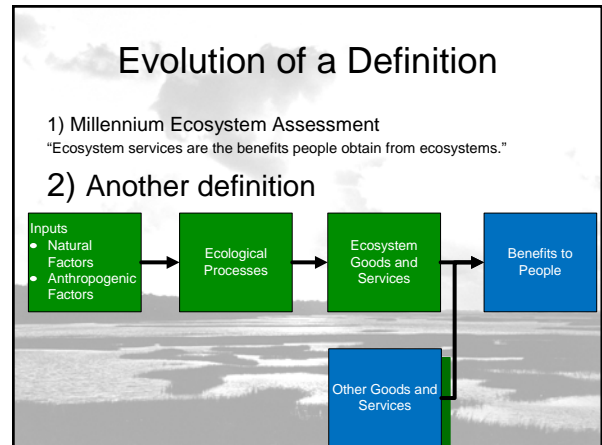 Evolution of a Definition
1) Millennium Ecosystem Assessment
“Ecosystem services are the benefits people obtain from ecosystems.”
2) Another definition
Inputs
• Natural
Factors
• Anthropogenic
Factors
Ecological
Processes
Ecosystem
Goods and
Services
Benefits to
People
Other Goods and
Services